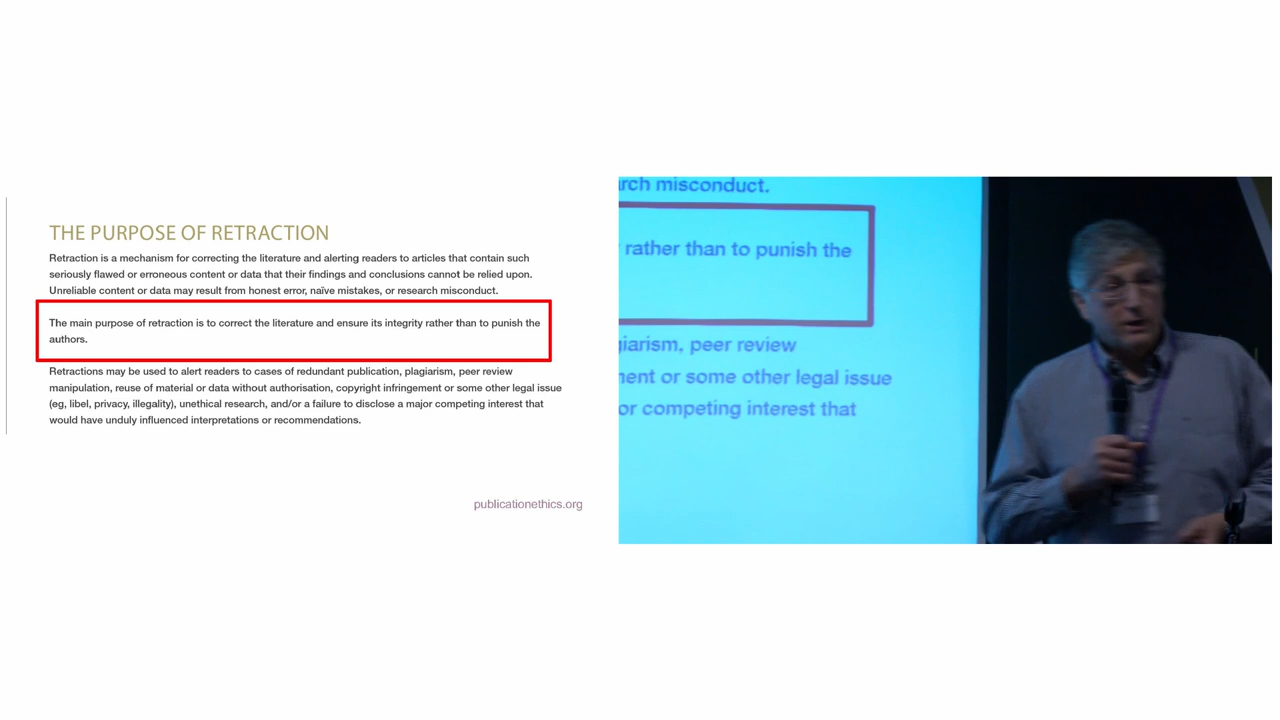 THE PURPOSE OF RETRACTION
Retraction is a mechanism for correcting the literature and alerting readers to articles that contain such
seriously flawed or erroneous content or data that their findings and conclusions cannot be relied upon.
Unreliable content or data may result from honest error, naïve mistakes, or research misconduct.
The main purpose of retraction is to correct the literature and ensure its integrity rather than to punish the
authors.
Retractions may be used to alert readers to cases of redundant publication, plagiarism, peer review
manipulation, reuse of material or data without authorisation, copyright infringement or some other legal issue
(eg, libel, privacy, illegality), unethical research, and/or a failure to disclose a major competing interest that
would have unduly influenced interpretations or recommendations.
publicationethics.org
arch misconduct.
rather than to punish the
giarism, peer review
ment or some other legal issue
or competing interest that